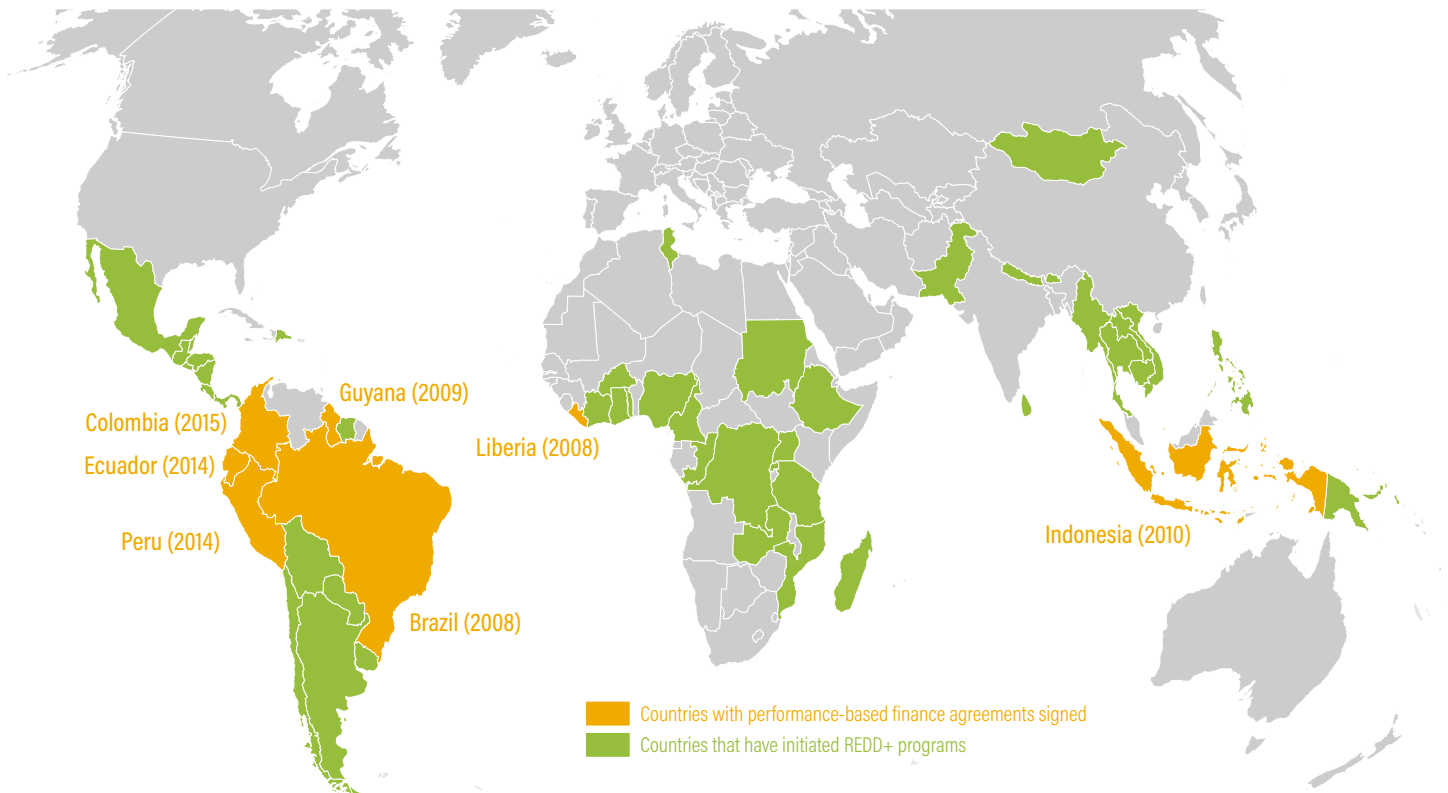 Guyana (2009)
Colombia (2015)
Liberia (2008)
Ecuador (2014)
Indonesia (2010)
Peru (2014)
Brazil (2008)
Countries with performance-based finance agreements signed
Countries that have initiated REDD+ programs